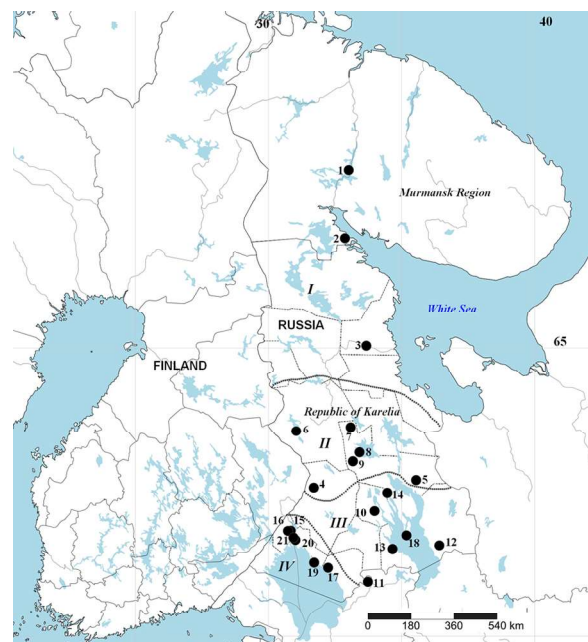 30
40
1
Murmansk Region
2
I
White Sea
RUSSIA
3
65
FINLAND
Republic of Karelia
6
7
II
8
9
4
5
14
10
III
16
15
21
20
18
12
13
IV
19
17
11
0
180
360
540 km